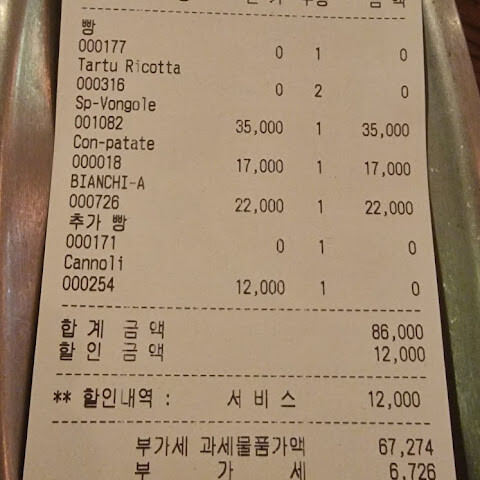 빵
000177 0 1 0
Tartu Ricotta
000316 0 2 0
Sp-Vongole
001082 35,000 1 35,000
Con-patate
000018 17,000 1 17,000
BIANCHI-A
000726 22,000 1 22,000
추가 빵
000171 0 1 0
Cannoli
000254 12,000 1 0
합 계 금 액 86,000
할 인 금 액 12,000
** 할인내역 : 서 비 스 12,000
부가세 과세물품가액 67,274
부 가 세 6,726